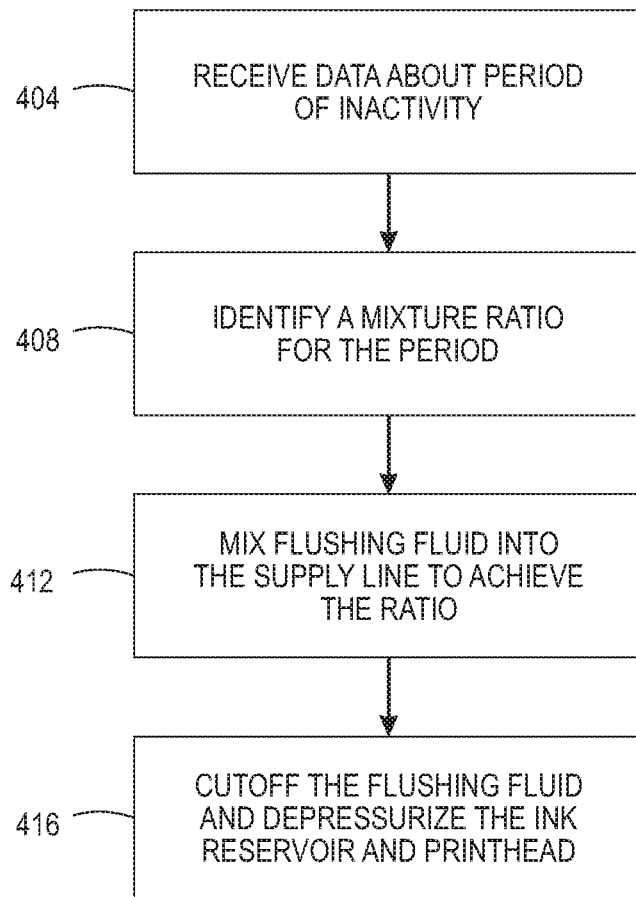 404
RECEIVE DATA ABOUT PERIOD
OF INACTIVITY
408
IDENTIFY A MIXTURE RATIO
FOR THE PERIOD
412
MIX FLUSHING FLUID INTO
THE SUPPLY LINE TO ACHIEVE
THE RATIO
416
CUTOFF THE FLUSHING FLUID
AND DEPRESSURIZE THE INK
RESERVOIR AND PRINTHEAD